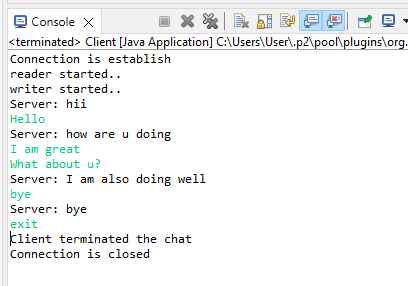 Console
<terminated> Client [Java Application] C:\Users\User\.p2\pool\plugins\org.
Connection is establish
reader started..
writer started..
Server: hii
Hello
Server: how are u doing
I am great
What about u?
Server: I am also doing well
bye
Server: bye
exit
Client terminated the chat
Connection is closed